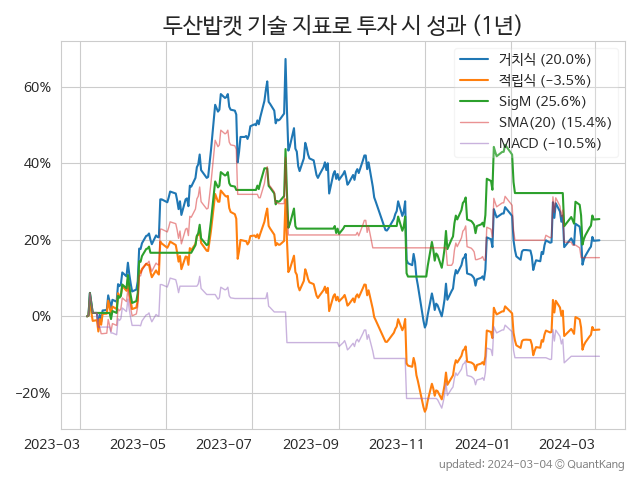 두산밥캣 기술 지표로 투자 시 성과 (1년)
거치식 (20.0%)
적립식 (−3.5%)
SigM (25.6%)
SMA(20) (15.4%)
MACD (−10.5%)
60%
40%
20%
0%
−20%
2023-03 2023-05 2023-07 2023-09 2023-11 2024-01 2024-03
updated: 2024-03-04 © QuantKang